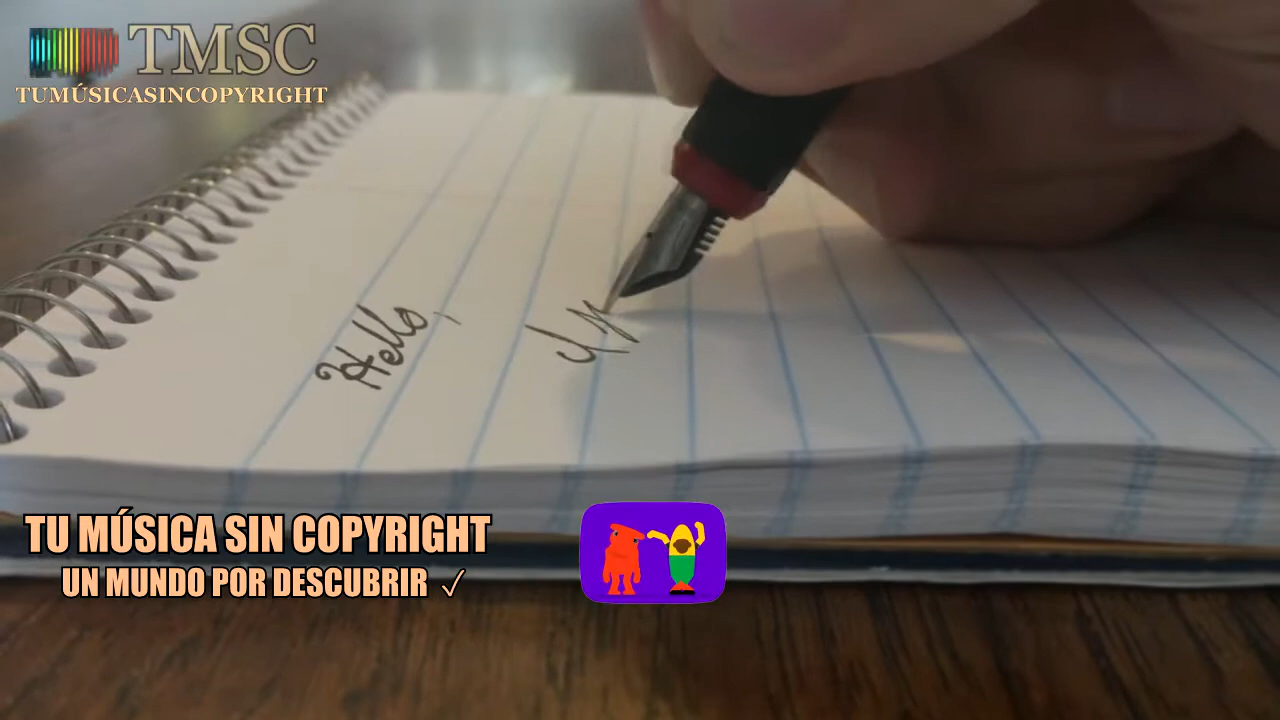 TMSC
TUMÚSICASINCOPYRIGHT
Hello,
TU MÚSICA SIN COPYRIGHT
UN MUNDO POR DESCUBRIR ✓